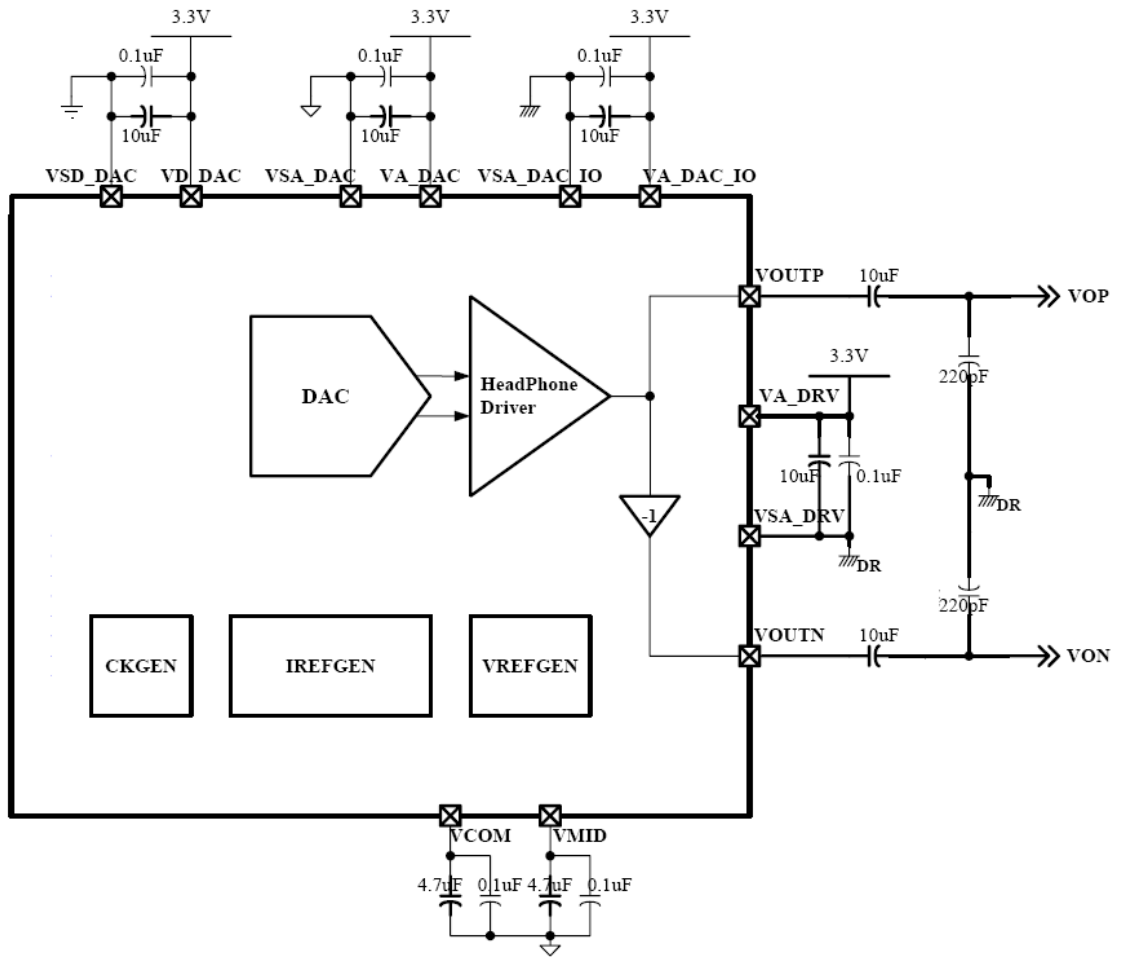 3.3V 3.3V 3.3V
0.1uF 0.1uF 0.1uF
10uF 10uF 10uF
VSD_DAC VD_DAC VSA_DAC VA_DAC VSA_DAC_IO VA_DAC_IO
VOUTP 10uF
VOP
3.3V
220pF
HeadPhone
Driver
DAC
VA_DRV
10uF 0.1uF
DR
VSA_DRV
-1
DR
220pF
VOUTN 10uF
VON
CKGEN IREFGEN VREFGEN
VCOM VMID
4.7uF 0.1uF 4.7uF 0.1uF